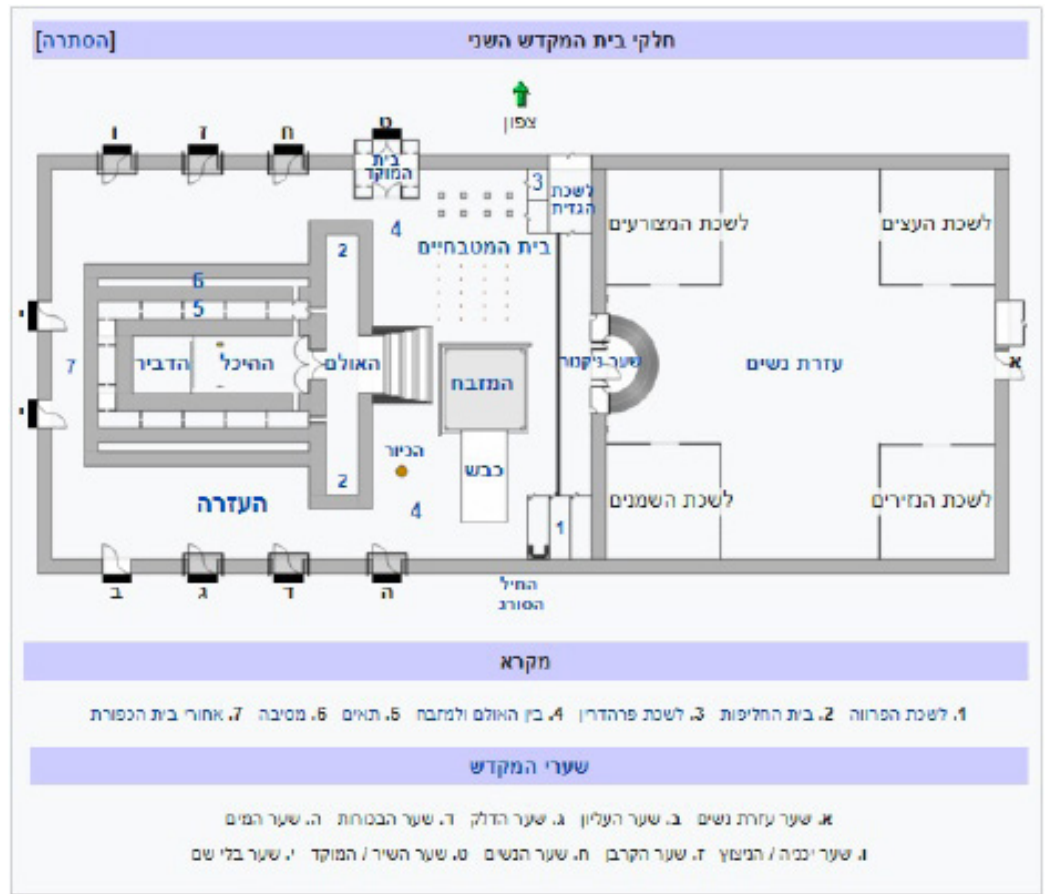 חלקי בית המקדש השני [הסתרה]
צפון
ו ז ח ט
בית
המוקד
3
לשכת
הגזית
4
2
בית המטבחיים
לשכת המצורעים
לשכת העצים
6
5
י
7
הדביר
ההיכל
האולם
המזבח
שער ניקנור
עזרת נשים
א
י
הכיור
כבש
2
4
1
העזרה
לשכת השמנים
לשכת הנזירים
ב ג ד ה
החיל
הסורג
מקרא
1. לשכת הפרווה 2. בית החליפות 3. לשכת פרהדרין 4. בין האולם ולמזבח 5. תאים 6. מסיבה 7. אחורי בית הכפורת
שערי המקדש
א. שער עזרת נשים ב. שער העליון ג. שער הדלק ד. שער הבכורות ה. שער המים
ו. שער יכניה / הניצוץ ז. שער הקרבן ח. שער הנשים ט. שער השיר / המוקד י. שער בלי שם